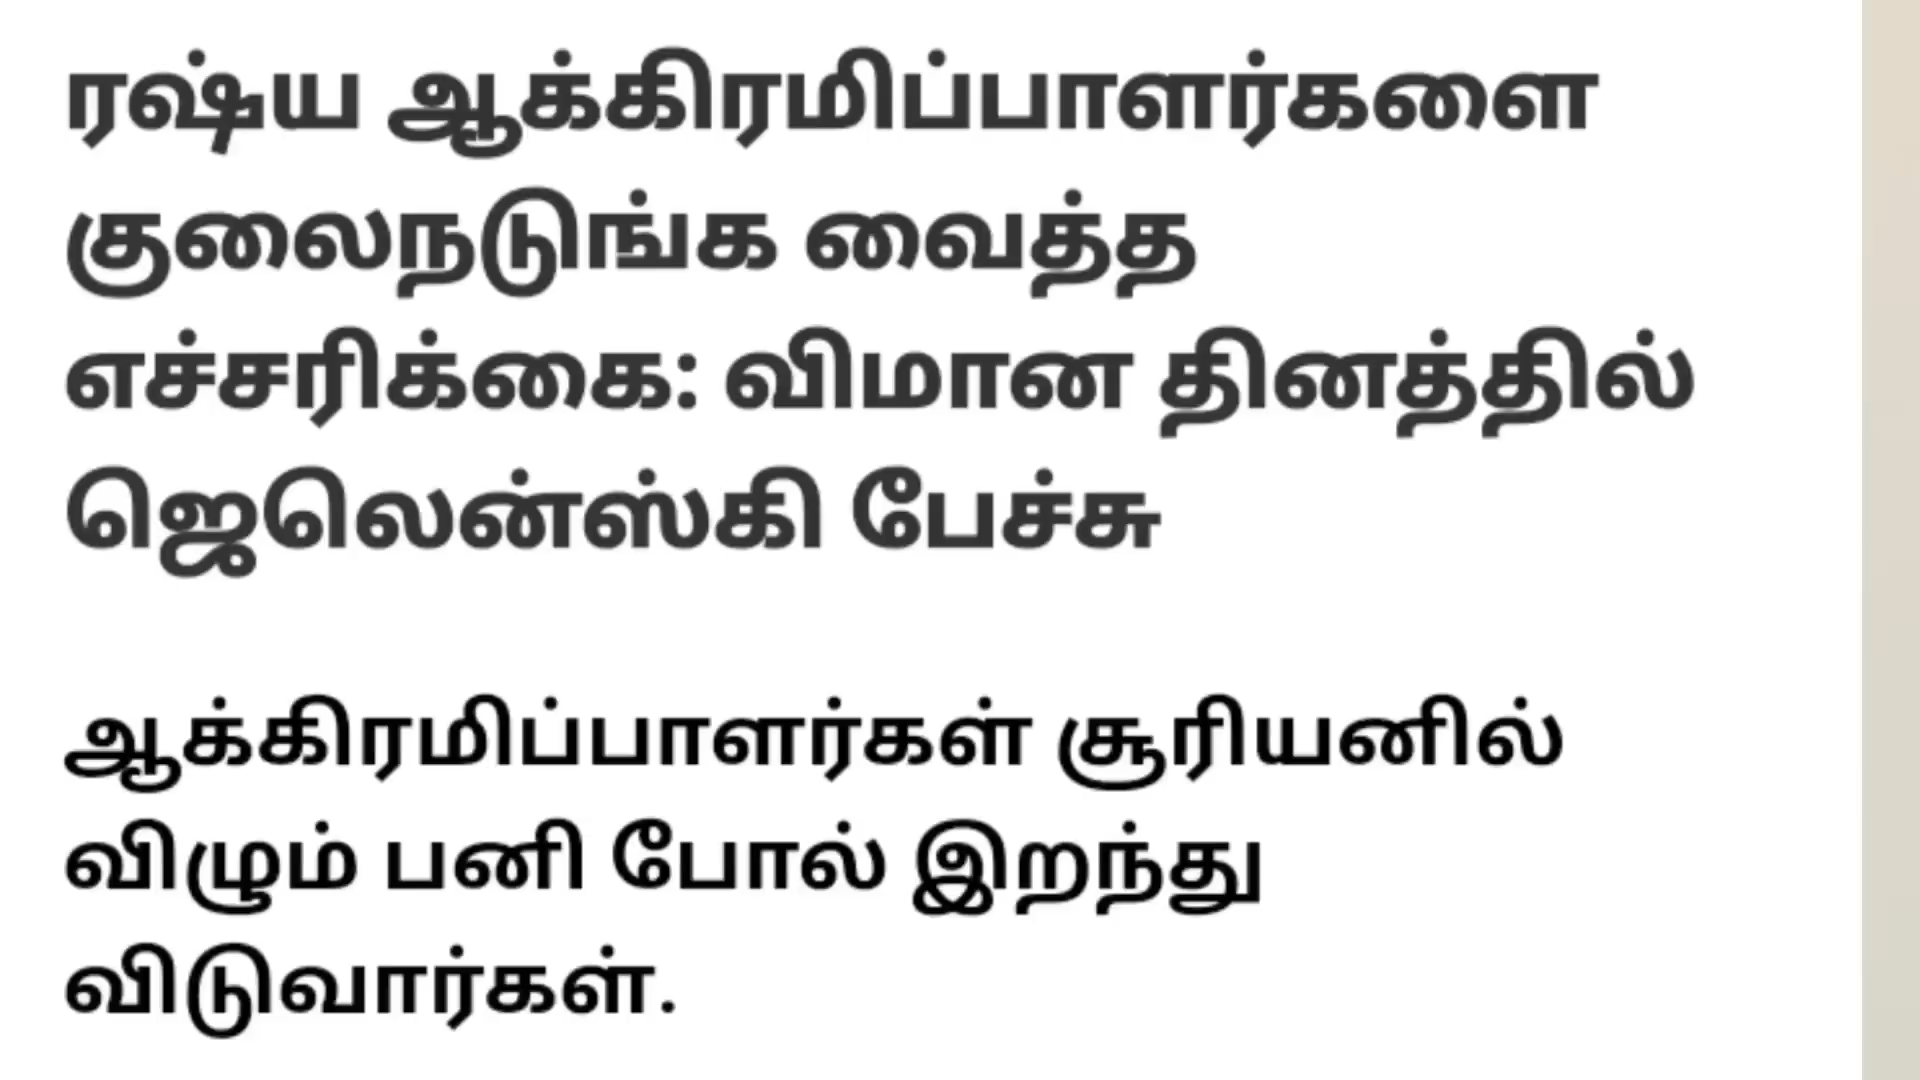 ரஷ்ய ஆக்கிரமிப்பாளர்களை
குலைநடுங்க வைத்த
எச்சரிக்கை: விமான தினத்தில்
ஜெலென்ஸ்கி பேச்சு
ஆக்கிரமிப்பாளர்கள் சூரியனில்
விழும் பனி போல் இறந்து
விடுவார்கள்.